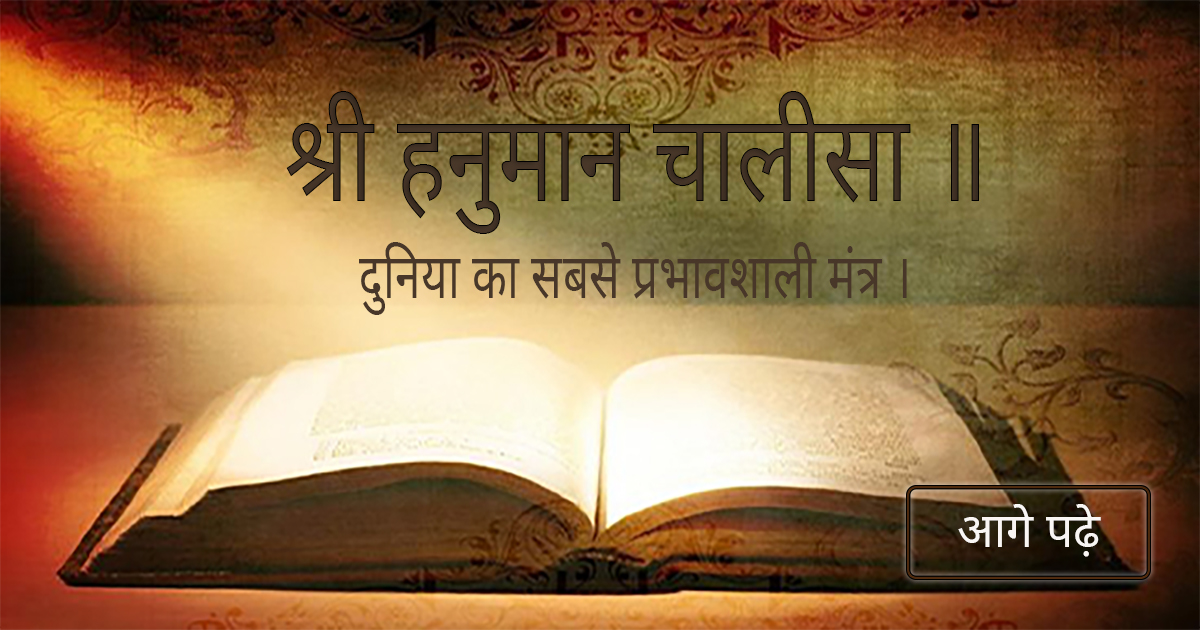 श्री हनुमान चालीसा ॥
दुनिया का सबसे प्रभावशाली मंत्र ।
आगे पढ़े